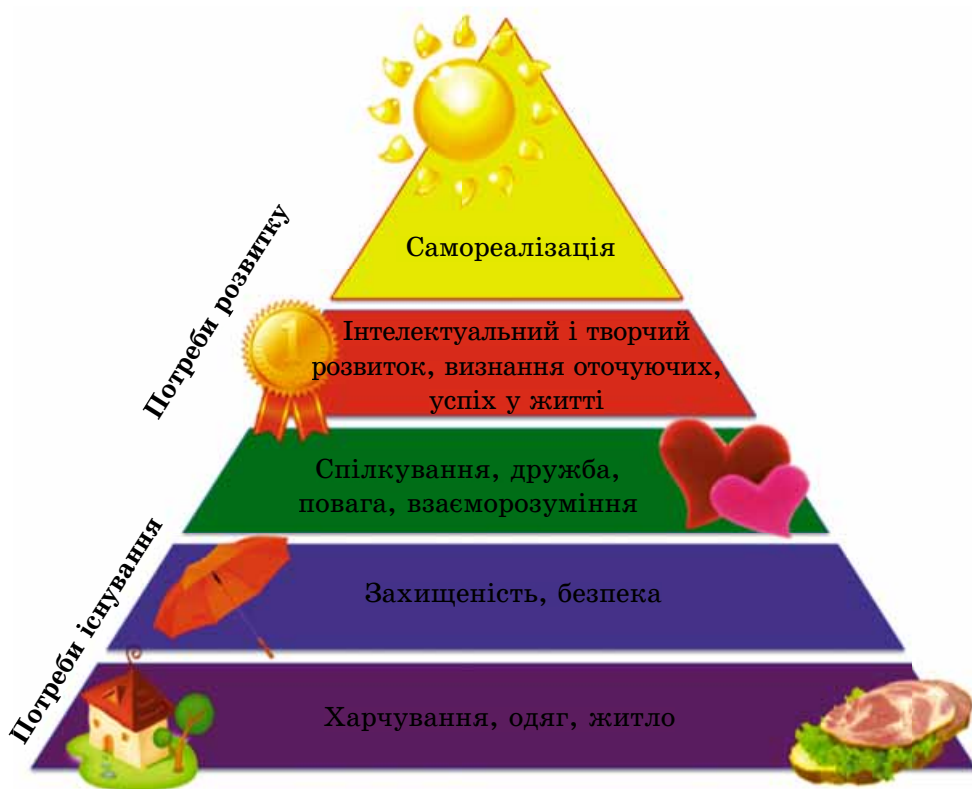 Самореалізація
Потреби розвитку
Інтелектуальний і творчий
розвиток, визнання оточуючих,
успіх у житті
Спілкування, дружба,
повага, взаєморозуміння
Потреби існування
Захищеність, безпека
Харчування, одяг, житло
1